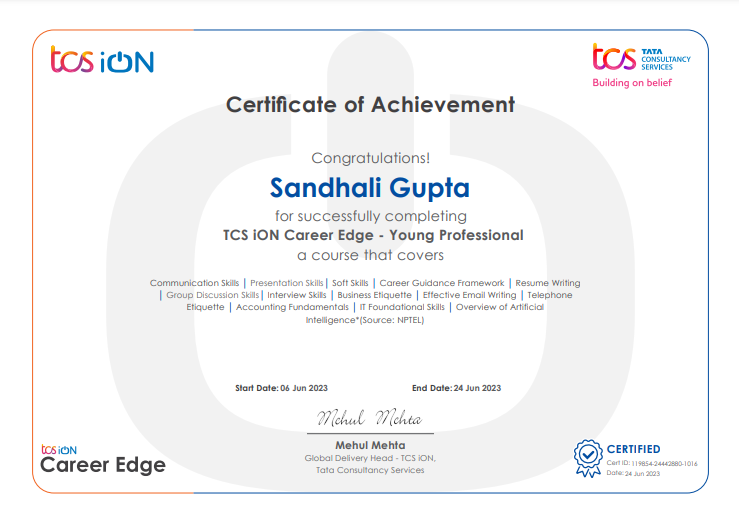 tcs iON
tcs TATA
CONSULTANCY
SERVICES
Building on belief
Certificate of Achievement
Congratulations!
Sandhali Gupta
for successfully completing
TCS iON Career Edge - Young Professional
a course that covers
Communication Skills | Presentation Skills | Soft Skills | Career Guidance Framework | Resume Writing
| Group Discussion Skills | Interview Skills | Business Etiquette | Effective Email Writing | Telephone
Etiquette | Accounting Fundamentals | IT Foundational Skills | Overview of Artificial
Intelligence*(Source: NPTEL)
Start Date: 06 Jun 2023 End Date: 24 Jun 2023
Mehul Mehta
Mehul Mehta
Global Delivery Head - TCS iON,
Tata Consultancy Services
tcs iON
Career Edge
CERTIFIED
Cert ID: 119854-24442880-1016
Date: 24 Jun 2023